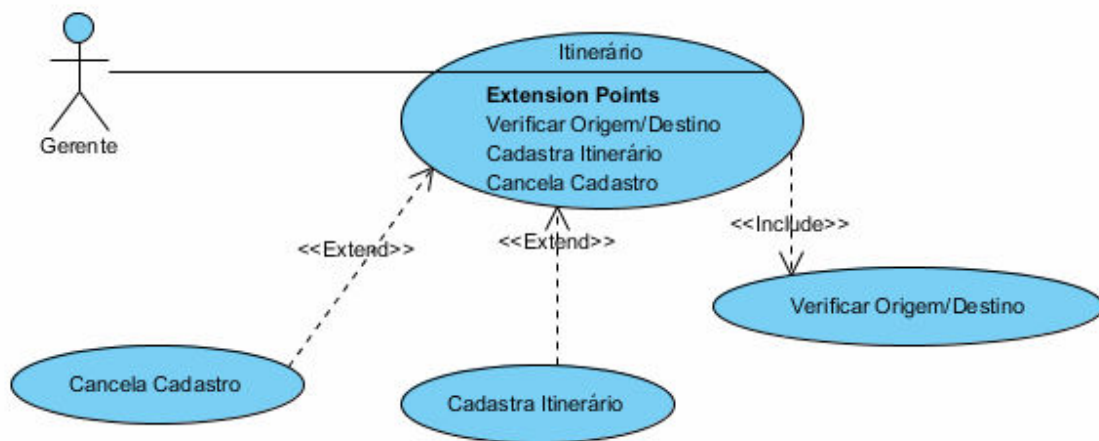 Itinerário
Extension Points
Verificar Origem/Destino
Cadastra Itinerário
Cancela Cadastro
Gerente
<<Extend>>
<<Extend>>
<<Include>>
Verificar Origem/Destino
Cancela Cadastro
Cadastra Itinerário